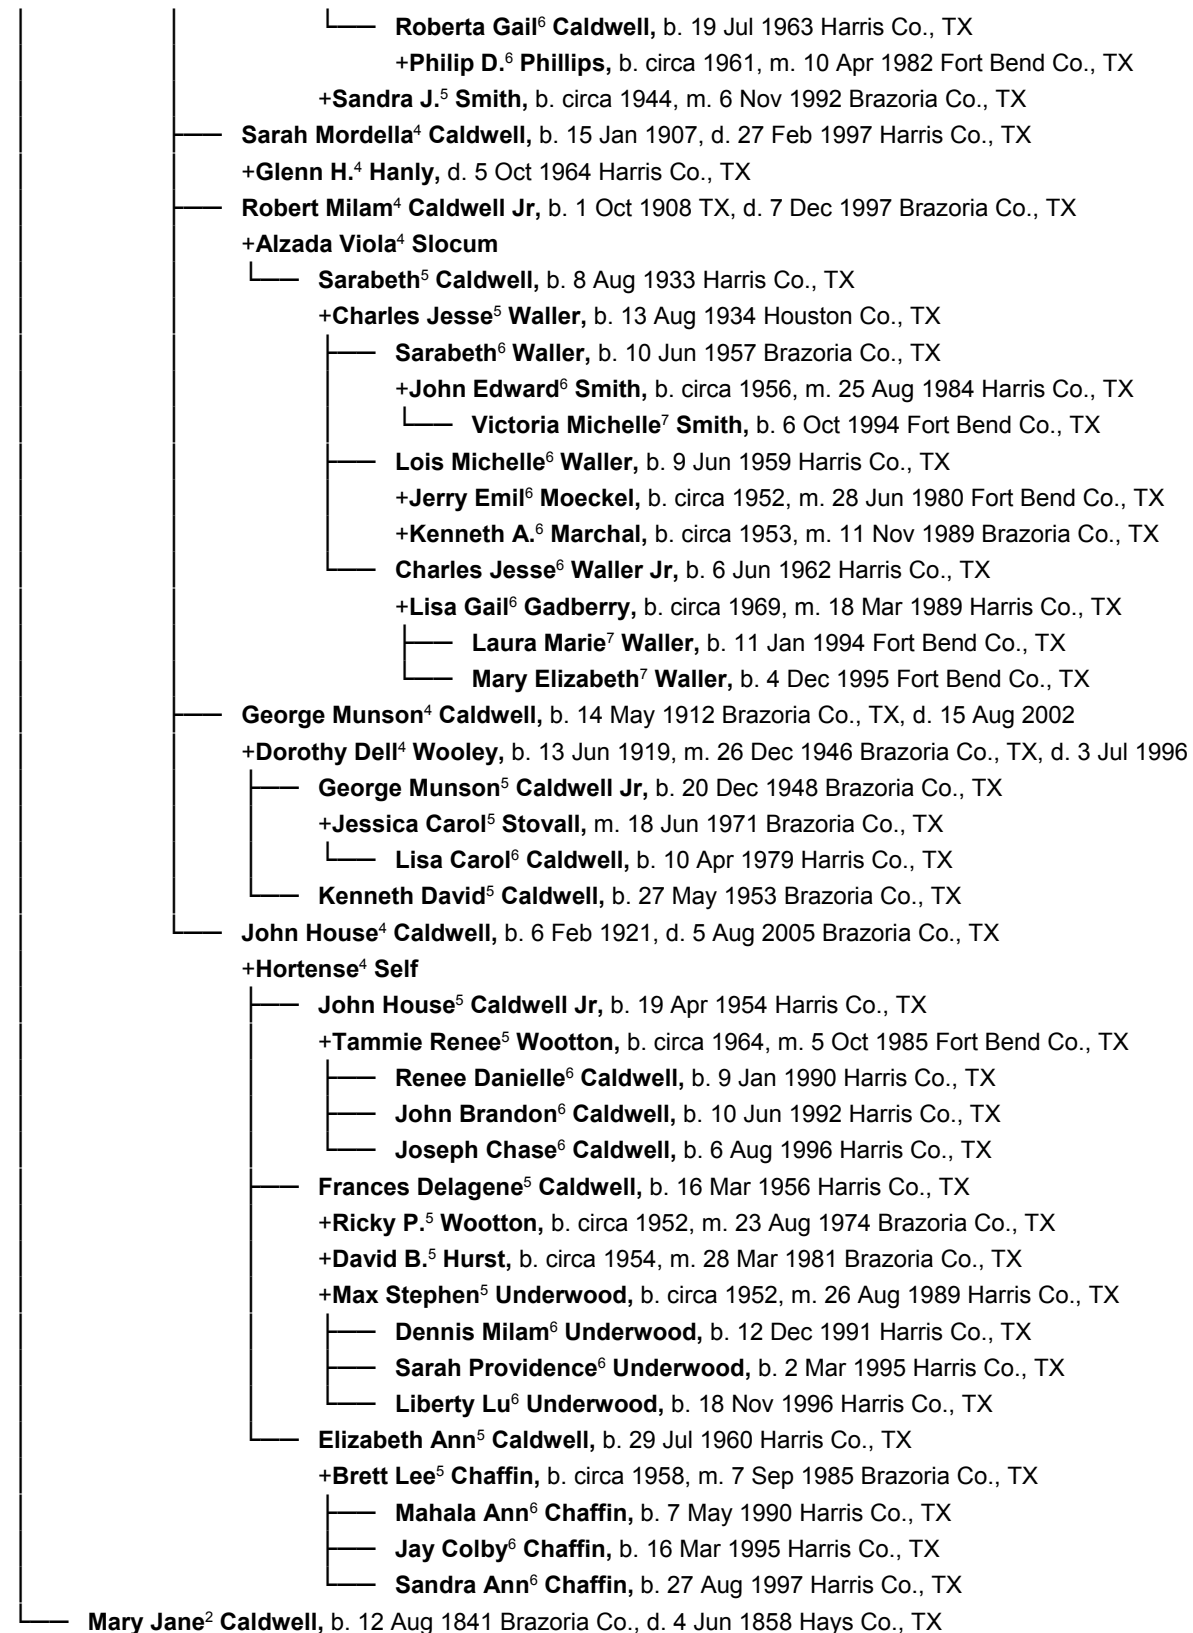 Roberta Gail⁶ Caldwell, b. 19 Jul 1963 Harris Co., TX
+Philip D.⁶ Phillips, b. circa 1961, m. 10 Apr 1982 Fort Bend Co., TX
+Sandra J.⁵ Smith, b. circa 1944, m. 6 Nov 1992 Brazoria Co., TX
Sarah Mordella⁴ Caldwell, b. 15 Jan 1907, d. 27 Feb 1997 Harris Co., TX
+Glenn H.⁴ Hanly, d. 5 Oct 1964 Harris Co., TX
Robert Milam⁴ Caldwell Jr, b. 1 Oct 1908 TX, d. 7 Dec 1997 Brazoria Co., TX
+Alzada Viola⁴ Slocum
Sarabeth⁵ Caldwell, b. 8 Aug 1933 Harris Co., TX
+Charles Jesse⁵ Waller, b. 13 Aug 1934 Houston Co., TX
Sarabeth⁶ Waller, b. 10 Jun 1957 Brazoria Co., TX
+John Edward⁶ Smith, b. circa 1956, m. 25 Aug 1984 Harris Co., TX
Victoria Michelle⁷ Smith, b. 6 Oct 1994 Fort Bend Co., TX
Lois Michelle⁶ Waller, b. 9 Jun 1959 Harris Co., TX
+Jerry Emil⁶ Moeckel, b. circa 1952, m. 28 Jun 1980 Fort Bend Co., TX
+Kenneth A.⁶ Marchal, b. circa 1953, m. 11 Nov 1989 Brazoria Co., TX
Charles Jesse⁶ Waller Jr, b. 6 Jun 1962 Harris Co., TX
+Lisa Gail⁶ Gadberry, b. circa 1969, m. 18 Mar 1989 Harris Co., TX
Laura Marie⁷ Waller, b. 11 Jan 1994 Fort Bend Co., TX
Mary Elizabeth⁷ Waller, b. 4 Dec 1995 Fort Bend Co., TX
George Munson⁴ Caldwell, b. 14 May 1912 Brazoria Co., TX, d. 15 Aug 2002
+Dorothy Dell⁴ Wooley, b. 13 Jun 1919, m. 26 Dec 1946 Brazoria Co., TX, d. 3 Jul 1996
George Munson⁵ Caldwell Jr, b. 20 Dec 1948 Brazoria Co., TX
+Jessica Carol⁵ Stovall, m. 18 Jun 1971 Brazoria Co., TX
Lisa Carol⁶ Caldwell, b. 10 Apr 1979 Harris Co., TX
Kenneth David⁵ Caldwell, b. 27 May 1953 Brazoria Co., TX
John House⁴ Caldwell, b. 6 Feb 1921, d. 5 Aug 2005 Brazoria Co., TX
+Hortense⁴ Self
John House⁵ Caldwell Jr, b. 19 Apr 1954 Harris Co., TX
+Tammie Renee⁵ Wootton, b. circa 1964, m. 5 Oct 1985 Fort Bend Co., TX
Renee Danielle⁶ Caldwell, b. 9 Jan 1990 Harris Co., TX
John Brandon⁶ Caldwell, b. 10 Jun 1992 Harris Co., TX
Joseph Chase⁶ Caldwell, b. 6 Aug 1996 Harris Co., TX
Frances Delagene⁵ Caldwell, b. 16 Mar 1956 Harris Co., TX
+Ricky P.⁵ Wootton, b. circa 1952, m. 23 Aug 1974 Brazoria Co., TX
+David B.⁵ Hurst, b. circa 1954, m. 28 Mar 1981 Brazoria Co., TX
+Max Stephen⁵ Underwood, b. circa 1952, m. 26 Aug 1989 Harris Co., TX
Dennis Milam⁶ Underwood, b. 12 Dec 1991 Harris Co., TX
Sarah Providence⁶ Underwood, b. 2 Mar 1995 Harris Co., TX
Liberty Lu⁶ Underwood, b. 18 Nov 1996 Harris Co., TX
Elizabeth Ann⁵ Caldwell, b. 29 Jul 1960 Harris Co., TX
+Brett Lee⁵ Chaffin, b. circa 1958, m. 7 Sep 1985 Brazoria Co., TX
Mahala Ann⁶ Chaffin, b. 7 May 1990 Harris Co., TX
Jay Colby⁶ Chaffin, b. 16 Mar 1995 Harris Co., TX
Sandra Ann⁶ Chaffin, b. 27 Aug 1997 Harris Co., TX
Mary Jane² Caldwell, b. 12 Aug 1841 Brazoria Co., d. 4 Jun 1858 Hays Co., TX